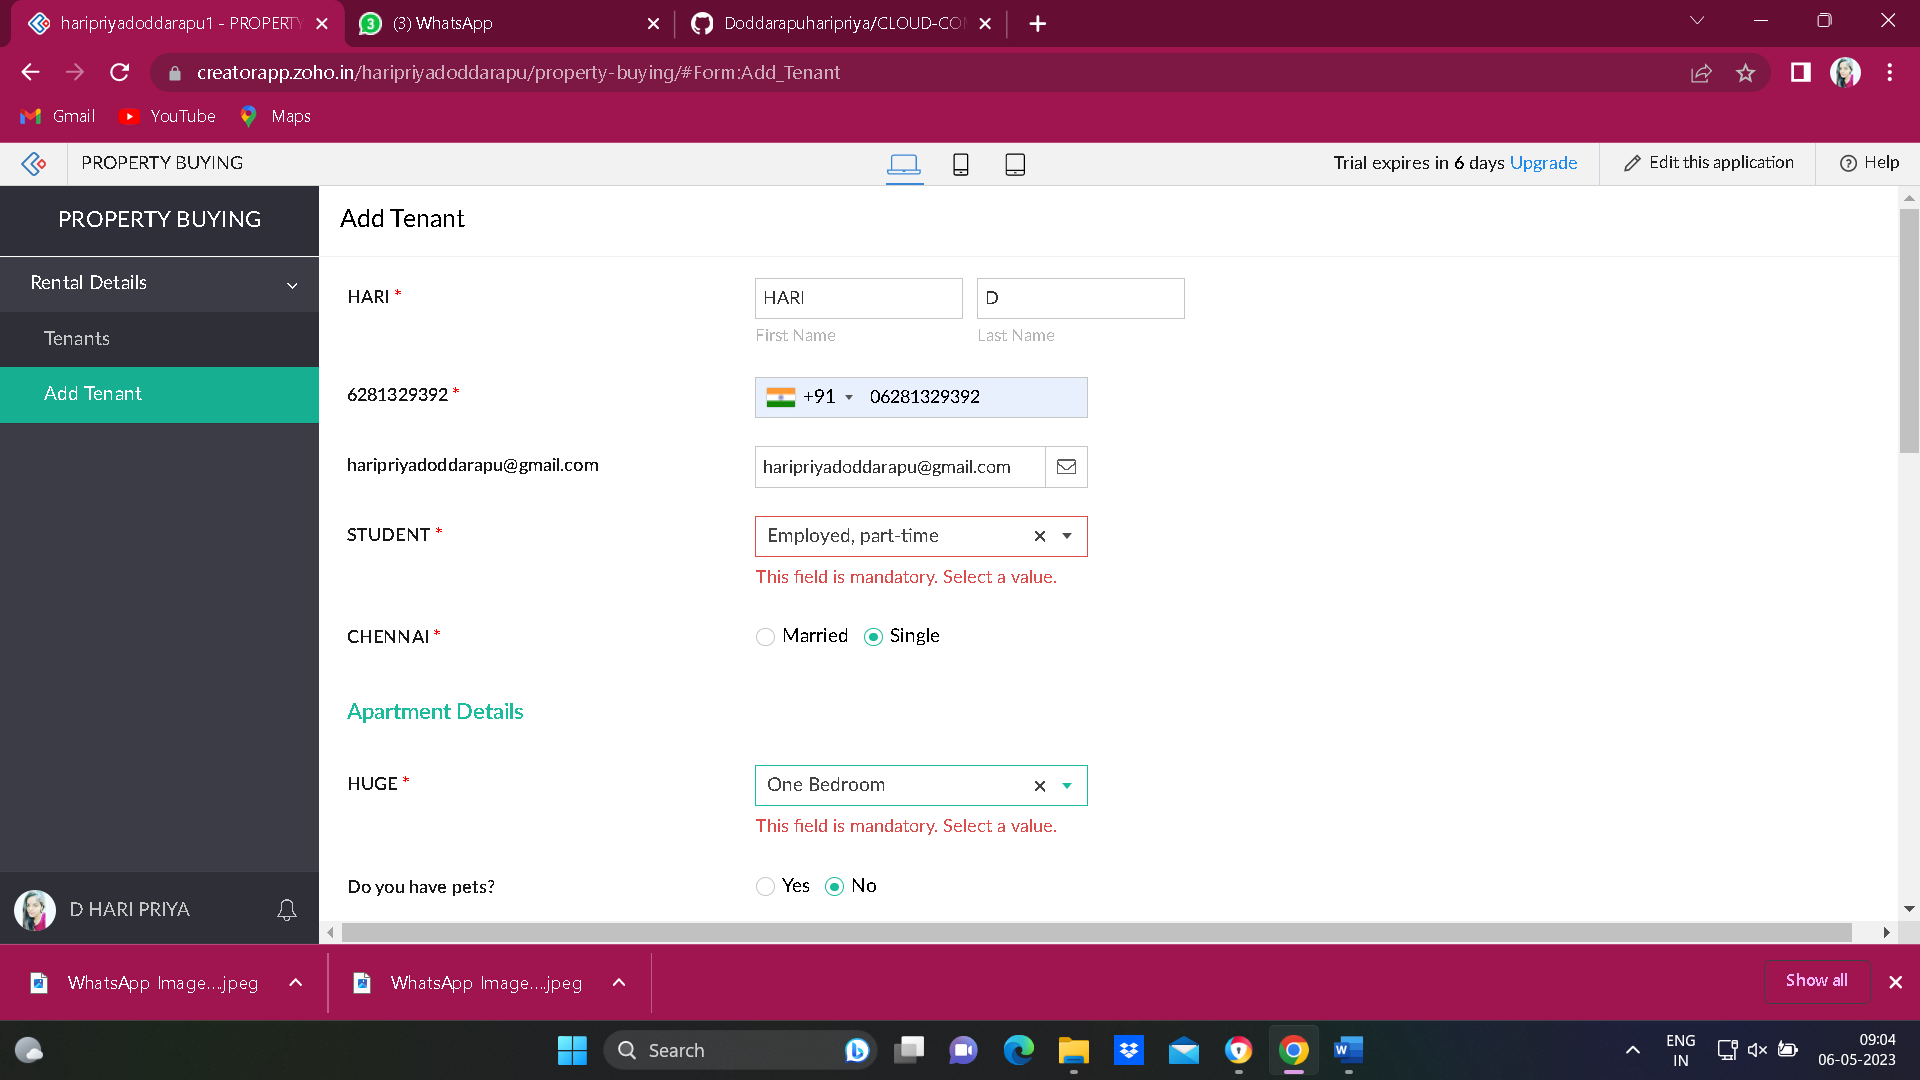 haripriyadoddarapu1 - PROPERTY
(3) WhatsApp
Doddarapuharipriya/CLOUD-CO
creatorapp.zoho.in/haripriyadoddarapu/property-buying/#Form:Add_Tenant
Gmail
YouTube
Maps
PROPERTY BUYING
Trial expires in 6 days Upgrade
Edit this application
Help
PROPERTY BUYING
Rental Details
Tenants
Add Tenant
D HARI PRIYA
Add Tenant
HARI *
HARI
D
First Name
Last Name
6281329392 *
+91
06281329392
haripriyadoddarapu@gmail.com
haripriyadoddarapu@gmail.com
STUDENT *
Employed, part-time
This field is mandatory. Select a value.
CHENNAI *
Married
Single
Apartment Details
HUGE *
One Bedroom
This field is mandatory. Select a value.
Do you have pets?
Yes
No
WhatsApp Image....jpeg
WhatsApp Image....jpeg
Show all
Search
ENG
IN
09:04
06-05-2023